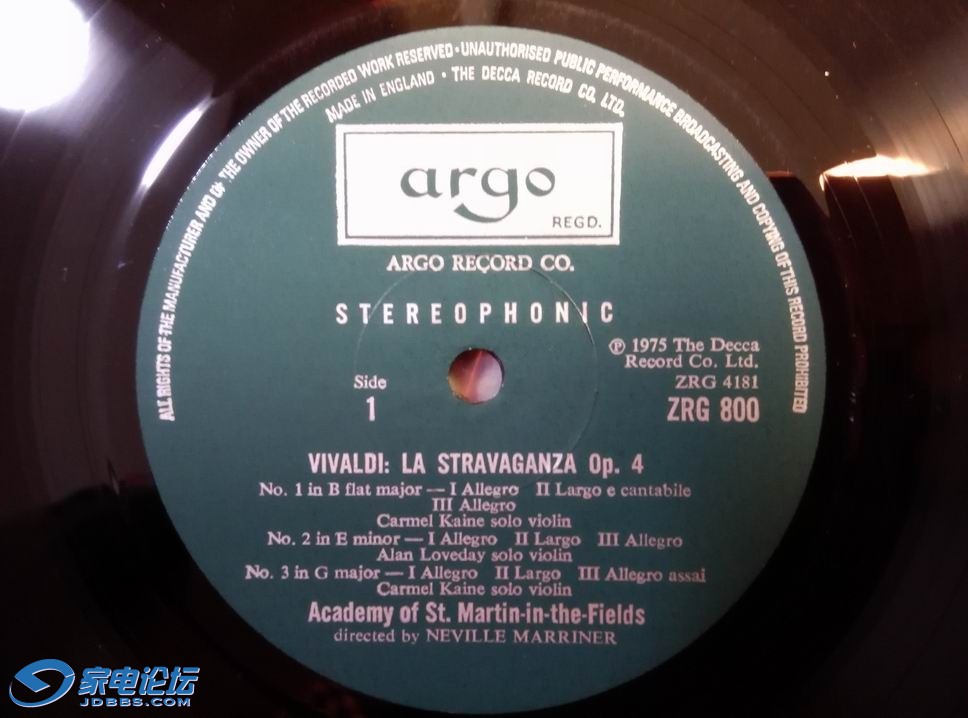 ALL RIGHTS OF THE MANUFACTURER AND OF THE OWNER OF THE RECORDED WORK RESERVED · UNAUTHORISED PUBLIC PERFORMANCE BROADCASTING AND COPYING OF THIS RECORD PROHIBITED
MADE IN ENGLAND · THE DECCA RECORD CO. LTD.
argo
REGD.
ARGO RECORD CO.
STEREOPHONIC
℗ 1975 The Decca
Record Co. Ltd.
Side
ZRG 4181
1
ZRG 800
VIVALDI: LA STRAVAGANZA Op. 4
No. 1 in B flat major — I Allegro II Largo e cantabile
III Allegro
Carmel Kaine solo violin
No. 2 in E minor — I Allegro II Largo III Allegro
Alan Loveday solo violin
No. 3 in G major — I Allegro II Largo III Allegro assai
Carmel Kaine solo violin
Academy of St. Martin-in-the-Fields
directed by NEVILLE MARRINER
家电论坛
JDBBS.COM